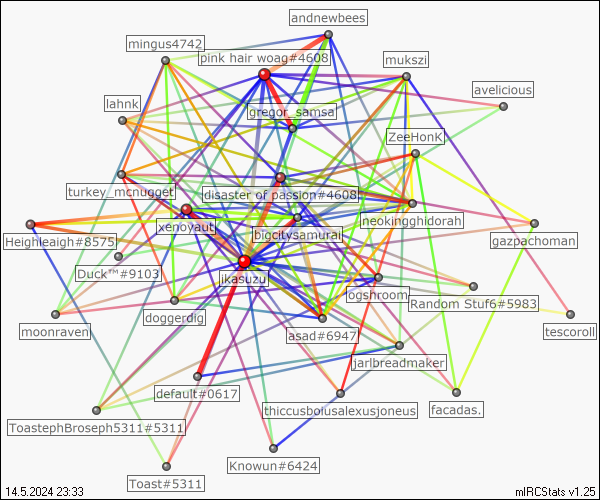 andnewbees
mingus4742
pink hair woag#4608
mukszi
avelicious
lahnk
gregor_samsa
ZeeHonK
turkey_mcnugget
disaster of passion#4608
neokingghidorah
xenoyaut
bigcitysamurai
gazpachoman
Heighleaigh#8575
Duck™#9103
ikasuzu
ogshroom
Random Stuf6#5983
moonraven
doggerdig
asad#6947
tescoroll
jarlbreadmaker
default#0617
thiccusboiusalexusjoneus
facadas.
ToastephBroseph5311#5311
Knowun#6424
Toast#5311
14.5.2024 23:33
mIRCStats v1.25